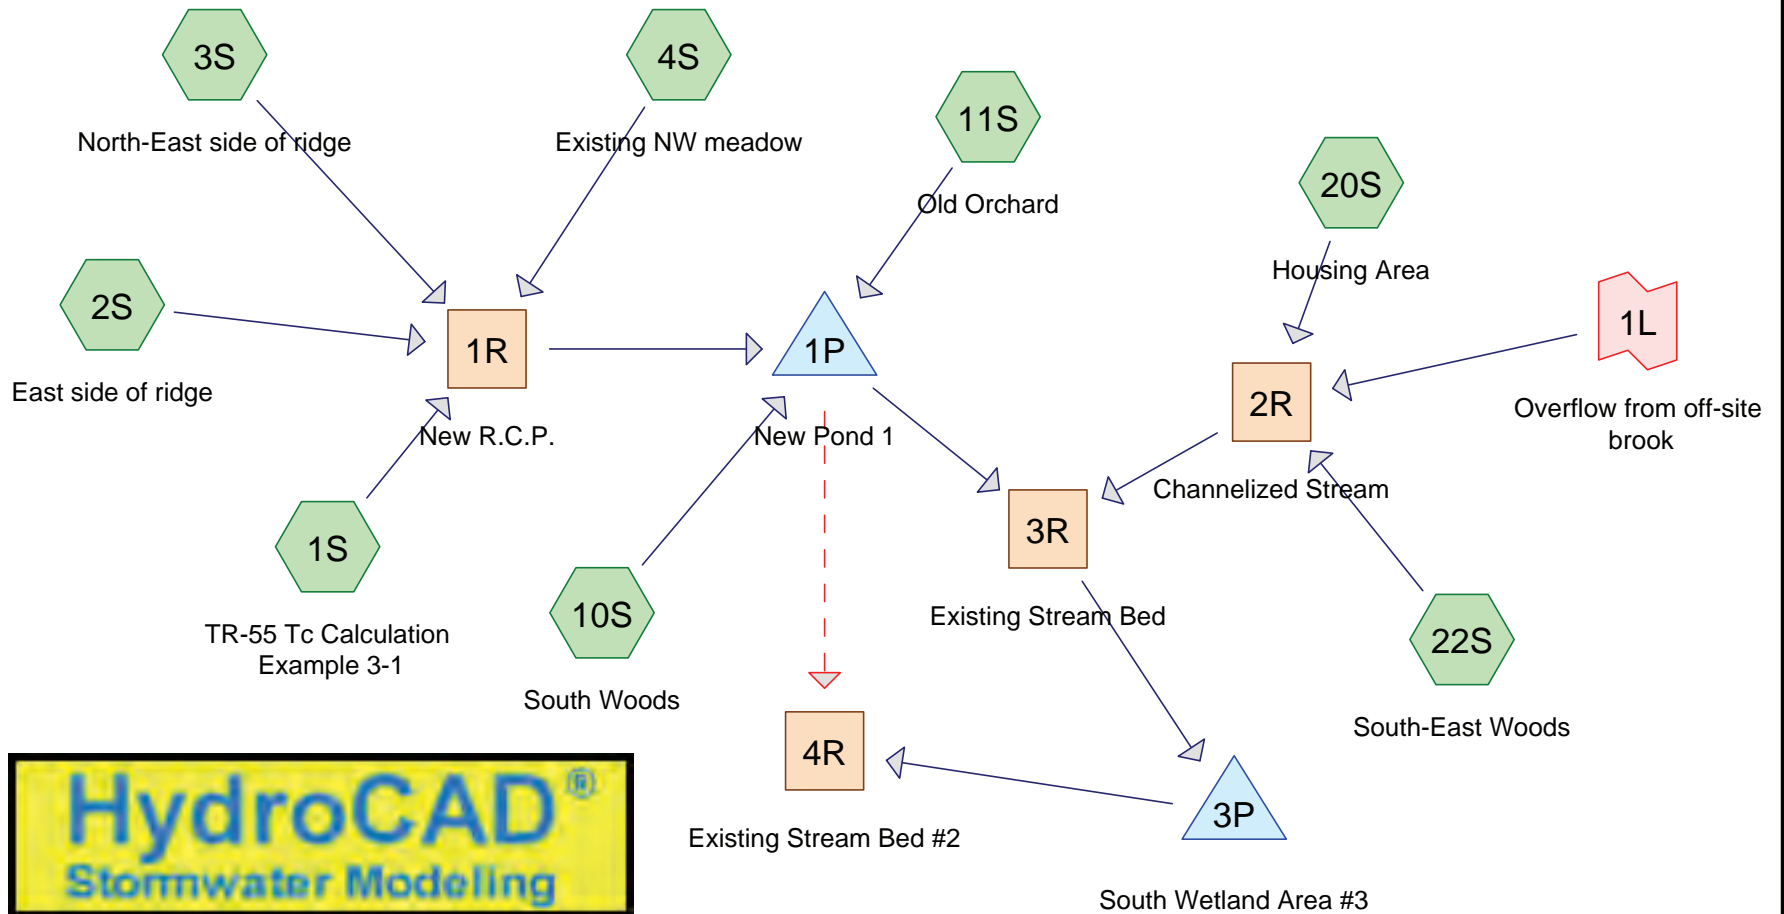 3S
North-East side of ridge
4S
Existing NW meadow
11S
Old Orchard
20S
Housing Area
2S
East side of ridge
1R
New R.C.P.
1P
New Pond 1
2R
Channelized Stream
1L
Overflow from off-site
brook
1S
TR-55 Tc Calculation
Example 3-1
10S
South Woods
3R
Existing Stream Bed
22S
South-East Woods
4R
Existing Stream Bed #2
3P
South Wetland Area #3
HydroCAD®
Stormwater Modeling